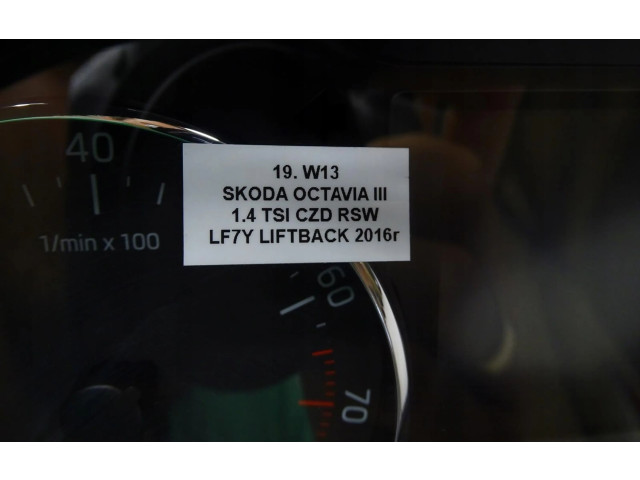 40
1/min x 100
19. W13
SKODA OCTAVIA III
1.4 TSI CZD RSW
LF7Y LIFTBACK 2016r
60
70